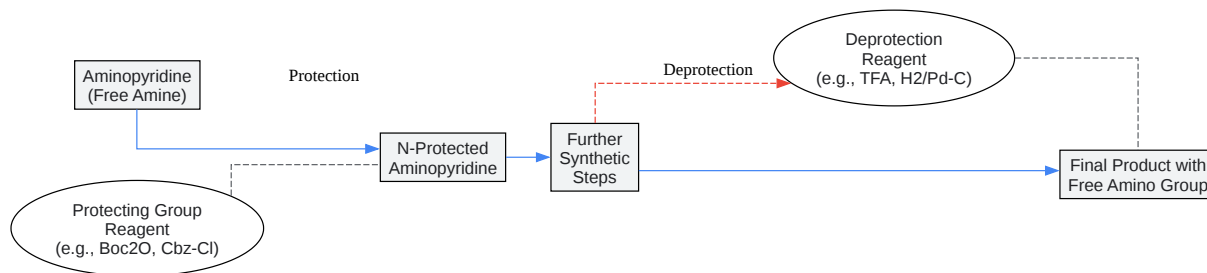 Aminopyridine
(Free Amine)
Protection
N-Protected
Aminopyridine
Protecting Group
Reagent
(e.g., Boc2O, Cbz-Cl)
Further
Synthetic
Steps
Deprotection
Deprotection
Reagent
(e.g., TFA, H2/Pd-C)
Final Product with
Free Amino Group